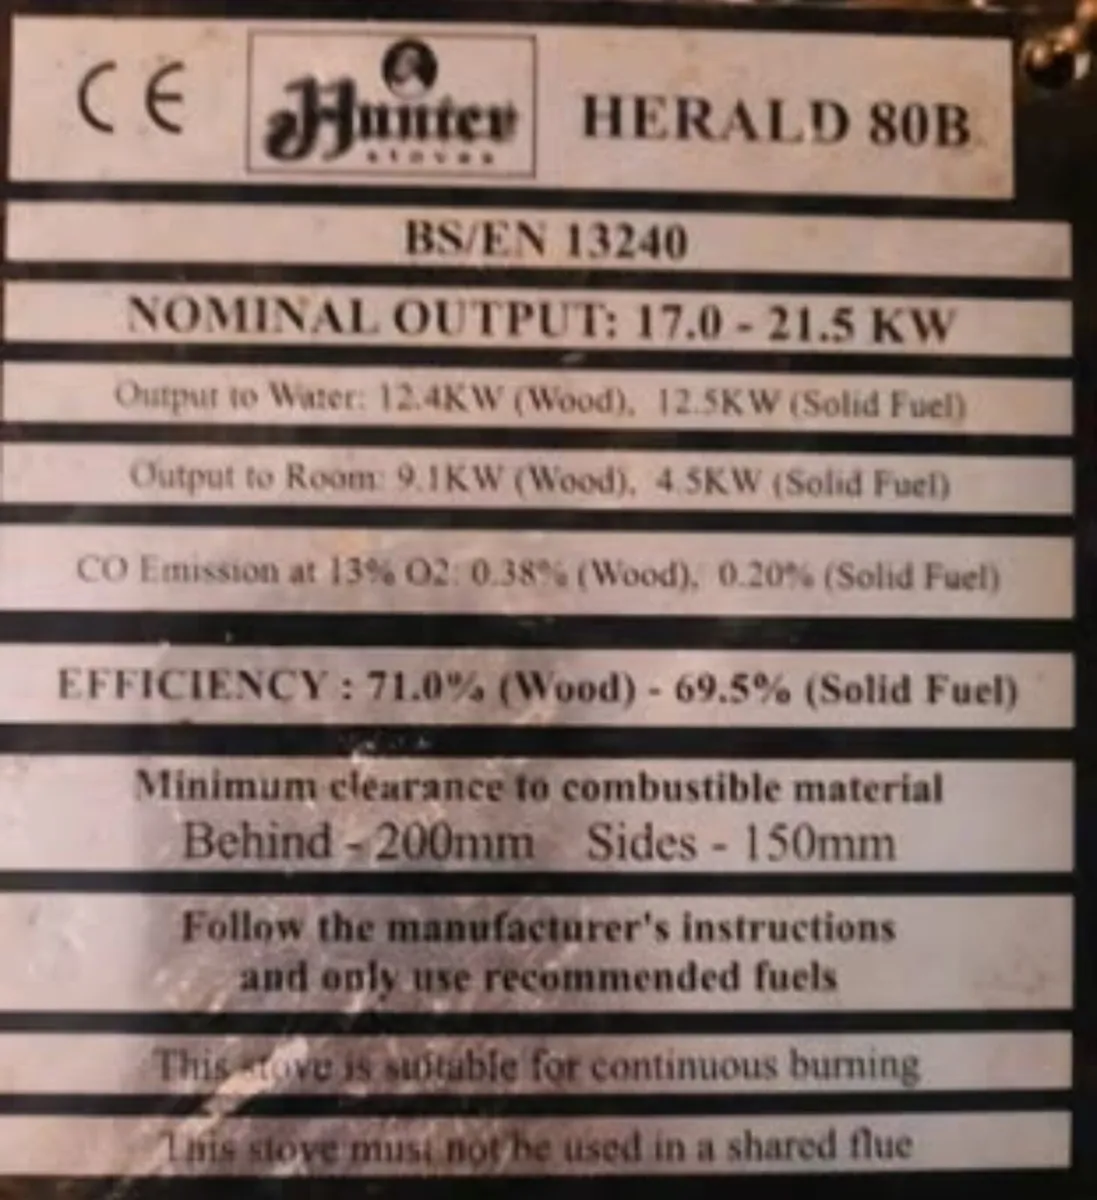 CE Hunter STOVES HERALD 80B
BS/EN 13240
NOMINAL OUTPUT: 17.0 - 21.5 KW
Output to Water: 12.4KW (Wood), 12.5KW (Solid Fuel)
Output to Room: 9.1KW (Wood), 4.5KW (Solid Fuel)
CO Emission at 13% O2: 0.38% (Wood), 0.20% (Solid Fuel)
EFFICIENCY : 71.0% (Wood) - 69.5% (Solid Fuel)
Minimum clearance to combustible material
Behind - 200mm Sides - 150mm
Follow the manufacturer's instructions
and only use recommended fuels
This stove is suitable for continuous burning
This stove must not be used in a shared flue